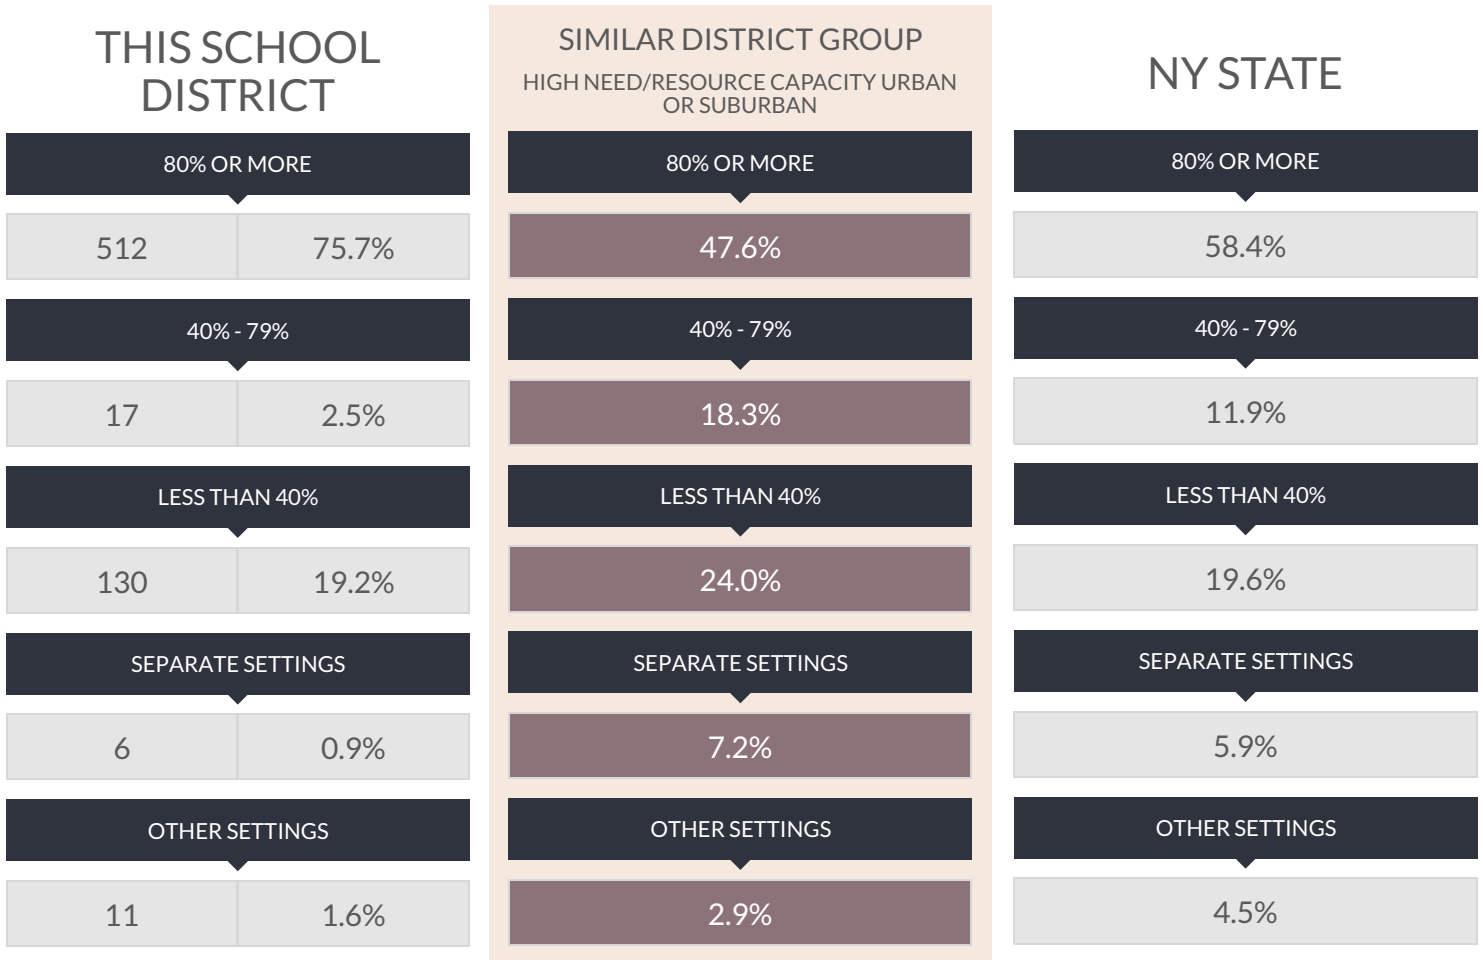 THIS SCHOOL
DISTRICT
80% OR MORE
512 75.7%
40% - 79%
17 2.5%
LESS THAN 40%
130 19.2%
SEPARATE SETTINGS
6 0.9%
OTHER SETTINGS
11 1.6%
SIMILAR DISTRICT GROUP
HIGH NEED/RESOURCE CAPACITY URBAN
OR SUBURBAN
80% OR MORE
47.6%
40% - 79%
18.3%
LESS THAN 40%
24.0%
SEPARATE SETTINGS
7.2%
OTHER SETTINGS
2.9%
NY STATE
80% OR MORE
58.4%
40% - 79%
11.9%
LESS THAN 40%
19.6%
SEPARATE SETTINGS
5.9%
OTHER SETTINGS
4.5%